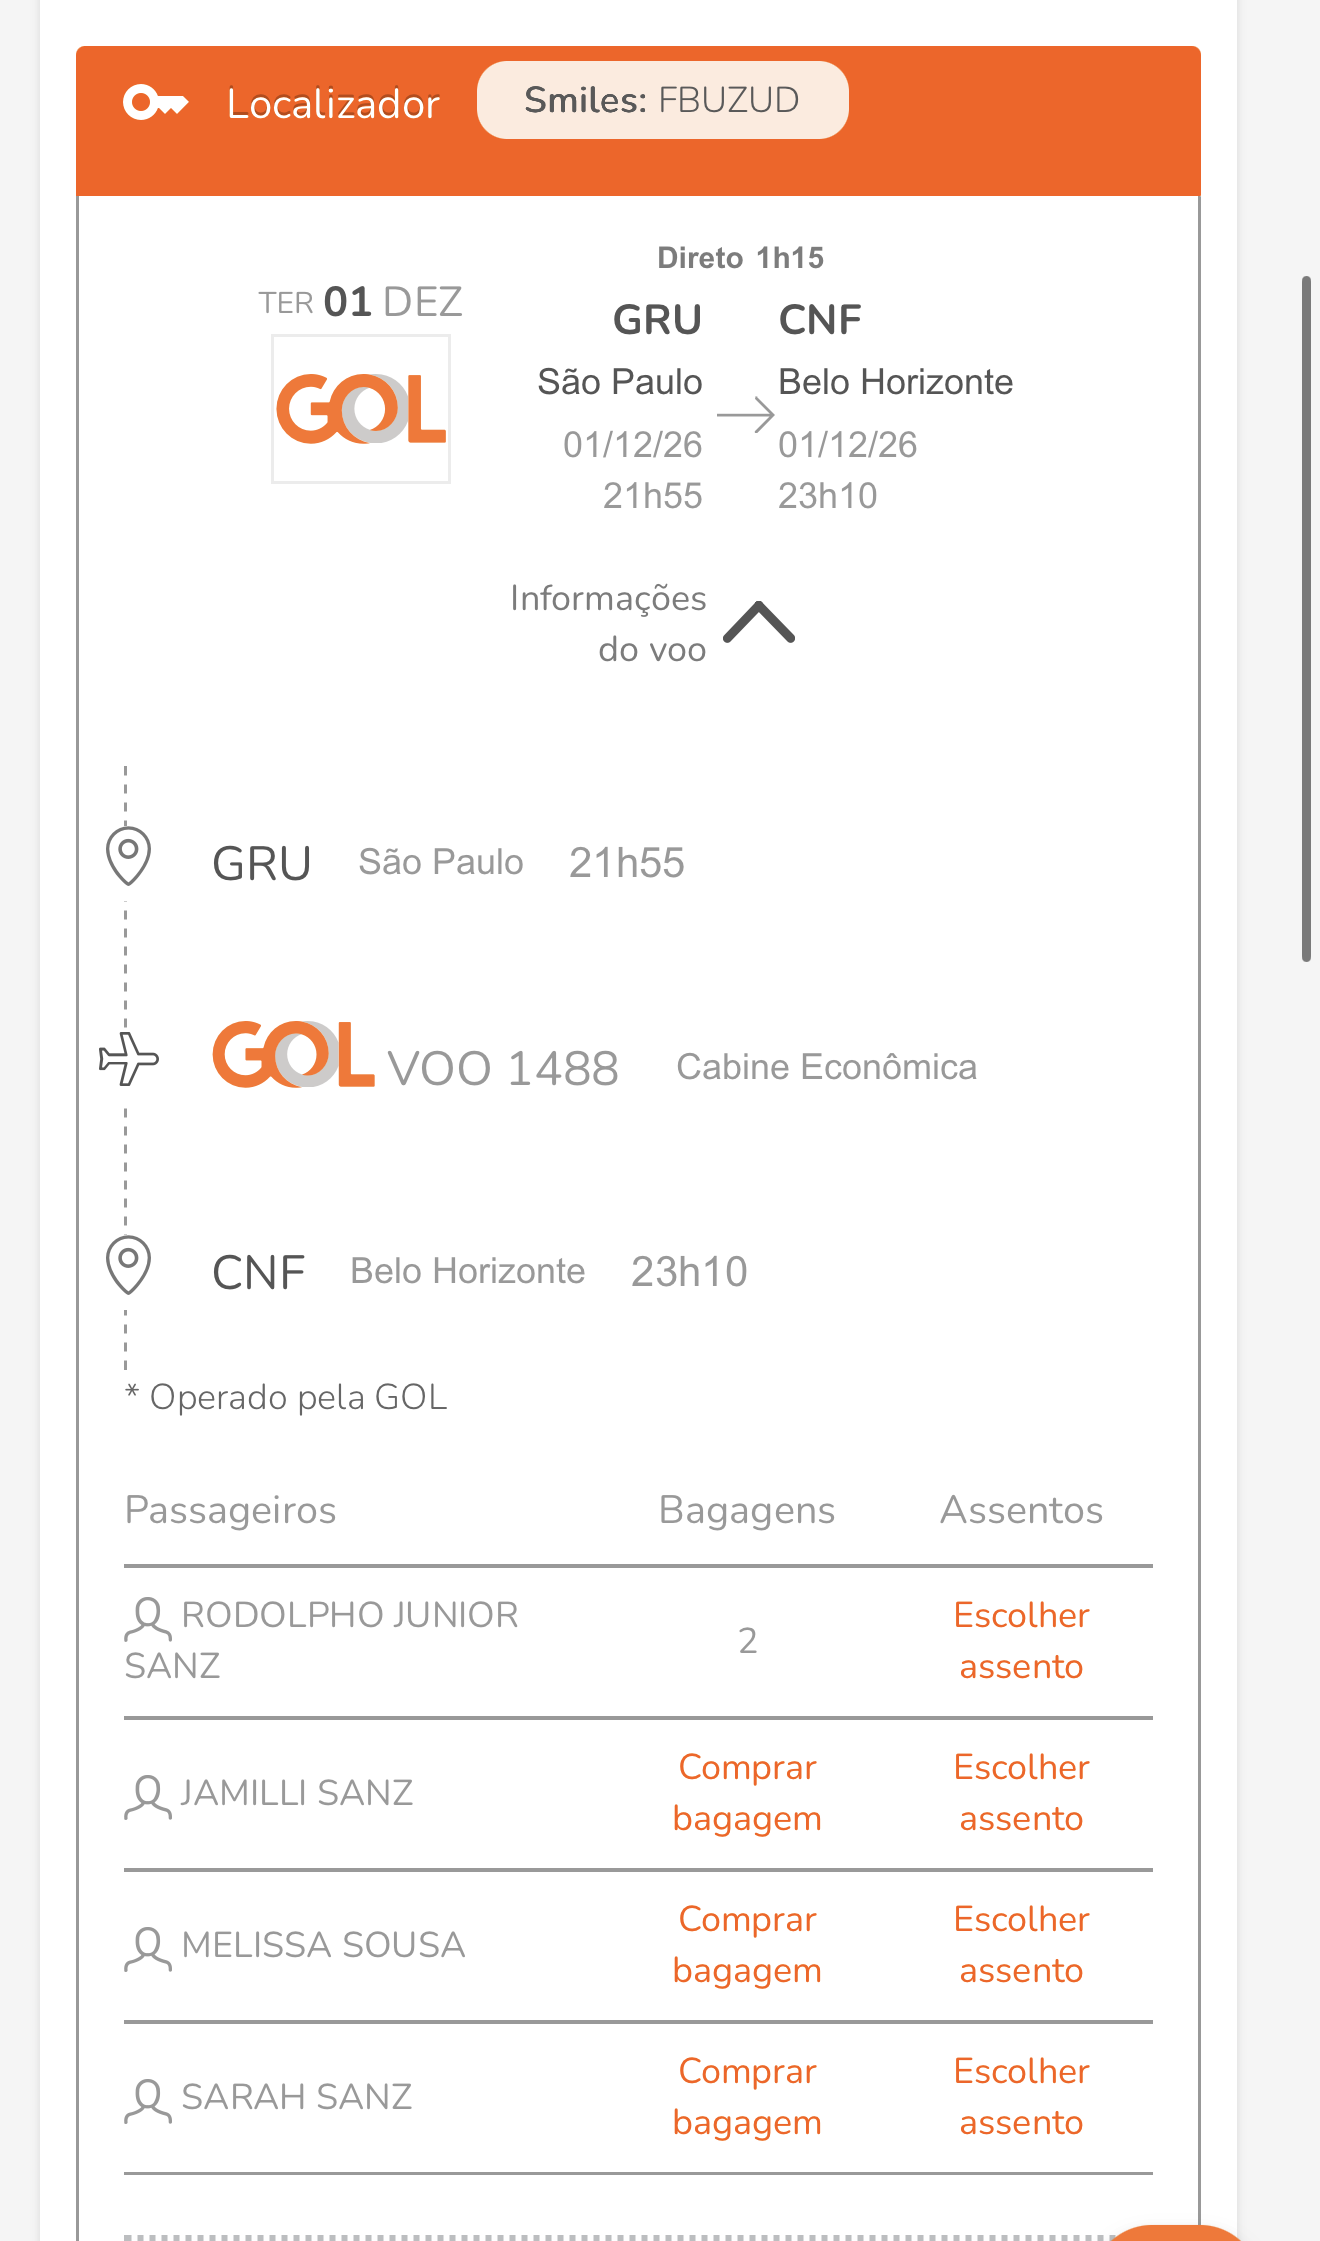 Localizador Smiles: FBUZUD
Direto 1h15
TER 01 DEZ
GOL
GRU CNF
São Paulo Belo Horizonte
01/12/26 01/12/26
21h55 23h10
Informações
do voo
GRU São Paulo 21h55
GOL VOO 1488 Cabine Econômica
CNF Belo Horizonte 23h10
* Operado pela GOL
Passageiros Bagagens Assentos
RODOLPHO JUNIOR
SANZ
2
Escolher
assento
JAMILLI SANZ
Comprar
bagagem
Escolher
assento
MELISSA SOUSA
Comprar
bagagem
Escolher
assento
SARAH SANZ
Comprar
bagagem
Escolher
assento